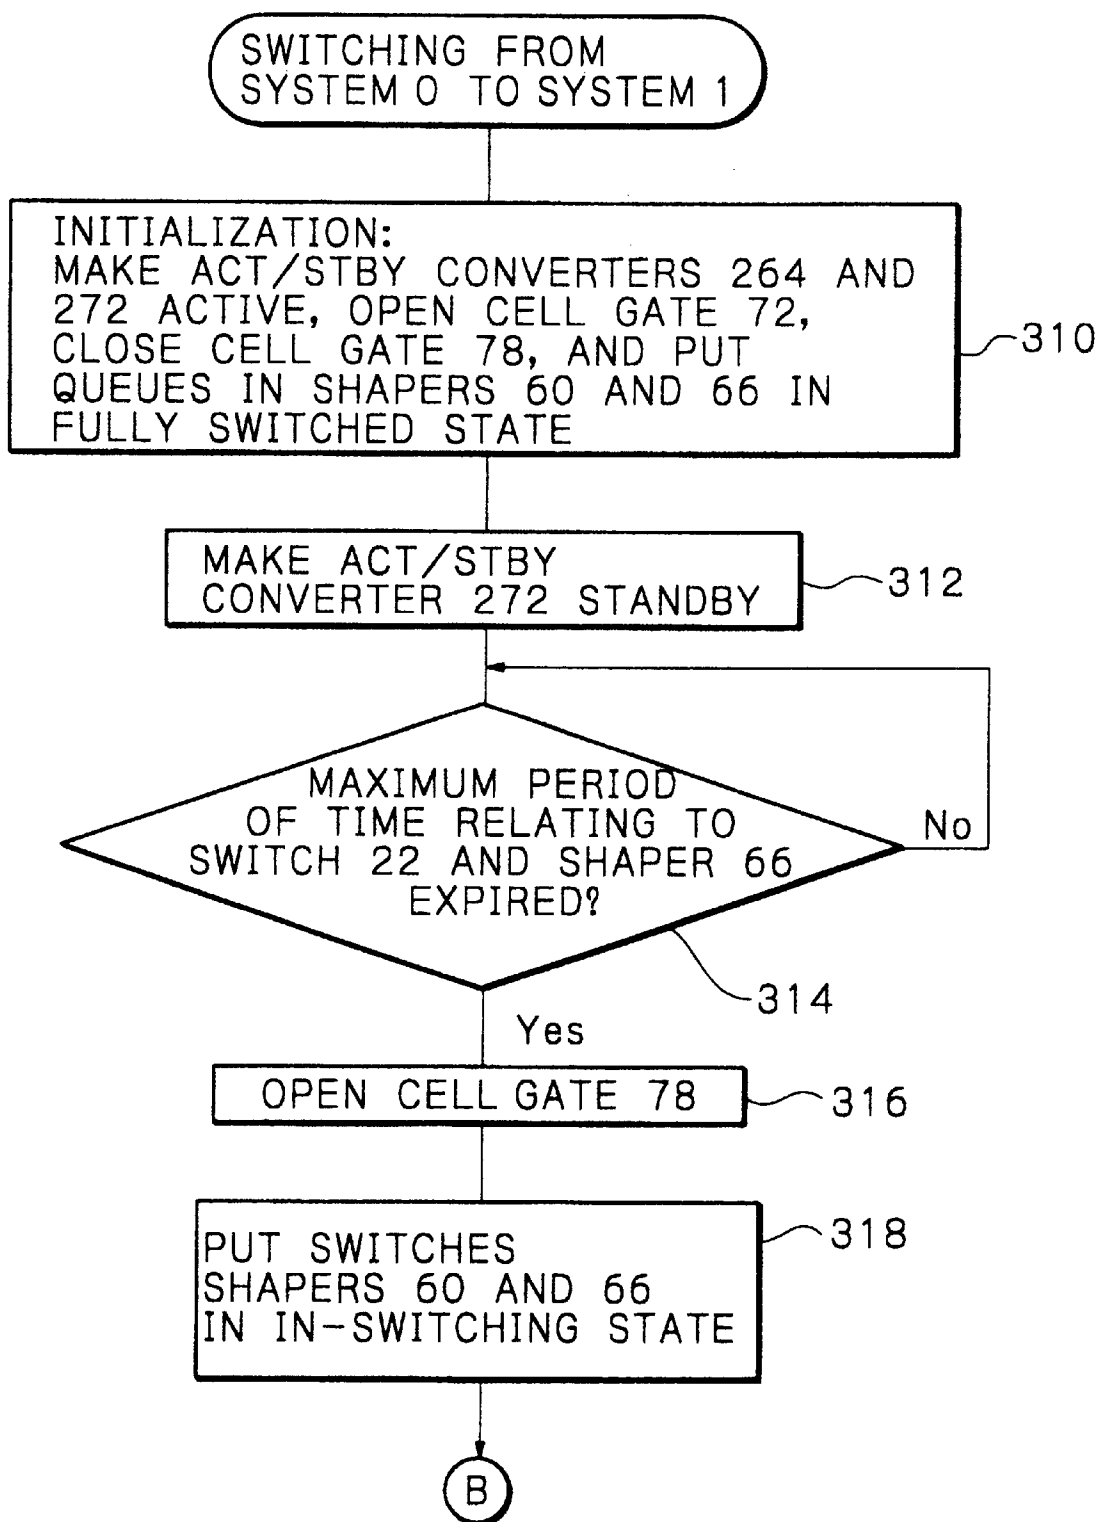 SWITCHING FROM
SYSTEM 0 TO SYSTEM 1
INITIALIZATION:
MAKE ACT/STBY CONVERTERS 264 AND
272 ACTIVE, OPEN CELL GATE 72,
CLOSE CELL GATE 78, AND PUT
QUEUES IN SHAPERS 60 AND 66 IN
FULLY SWITCHED STATE
310
MAKE ACT/STBY
CONVERTER 272 STANDBY
312
MAXIMUM PERIOD
OF TIME RELATING TO
SWITCH 22 AND SHAPER 66
EXPIRED?
No
314
Yes
OPEN CELL GATE 78
316
PUT SWITCHES
SHAPERS 60 AND 66
IN IN-SWITCHING STATE
318
B